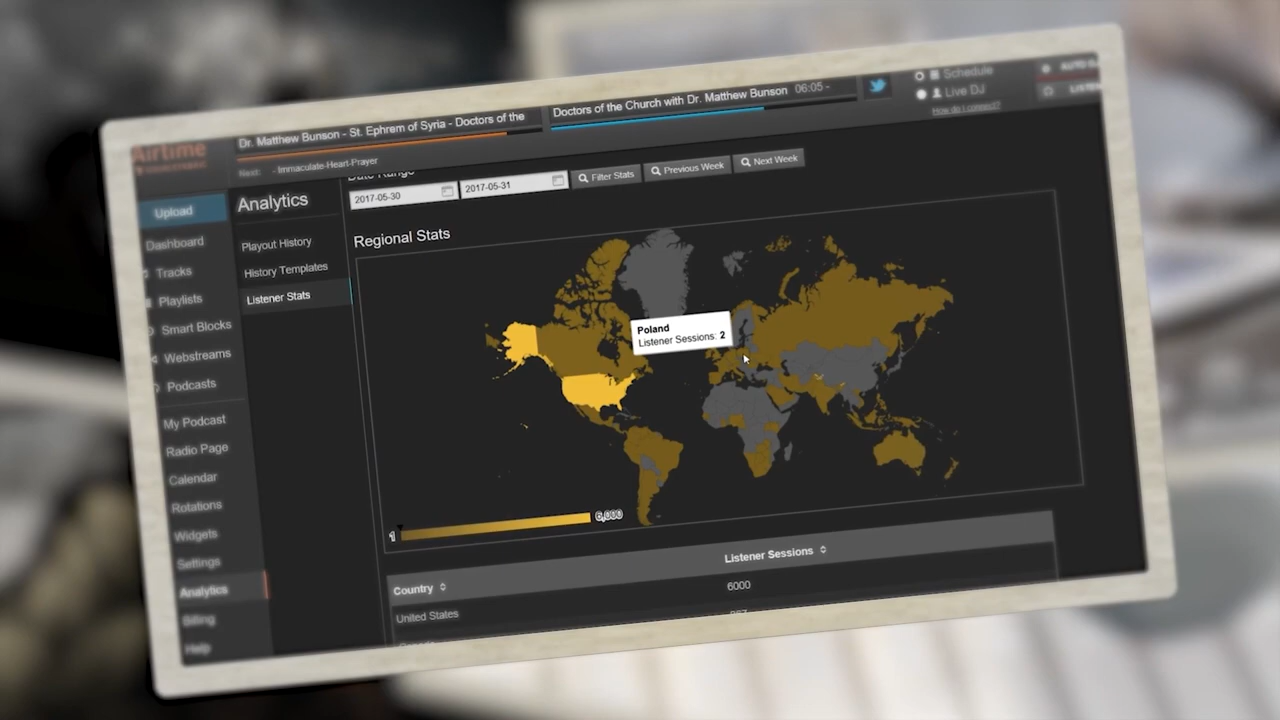 Airtime
Dr. Matthew Bunson - St. Ephrem of Syria - Doctors of the
Next: - Immaculate-Heart-Prayer
Doctors of the Church with Dr. Matthew Bunson 06:05 -
Schedule
Live DJ
How do I connect?
Upload
Dashboard
Tracks
Playlists
Smart Blocks
Webstreams
Podcasts
My Podcast
Radio Page
Calendar
Rotations
Widgets
Settings
Analytics
Billing
Help
Analytics
Playout History
History Templates
Listener Stats
Date Range
2017-05-30
2017-05-31
Filter Stats
Previous Week
Next Week
Regional Stats
Poland
Listener Sessions: 2
1
6,000
Country
Listener Sessions
United States
6000